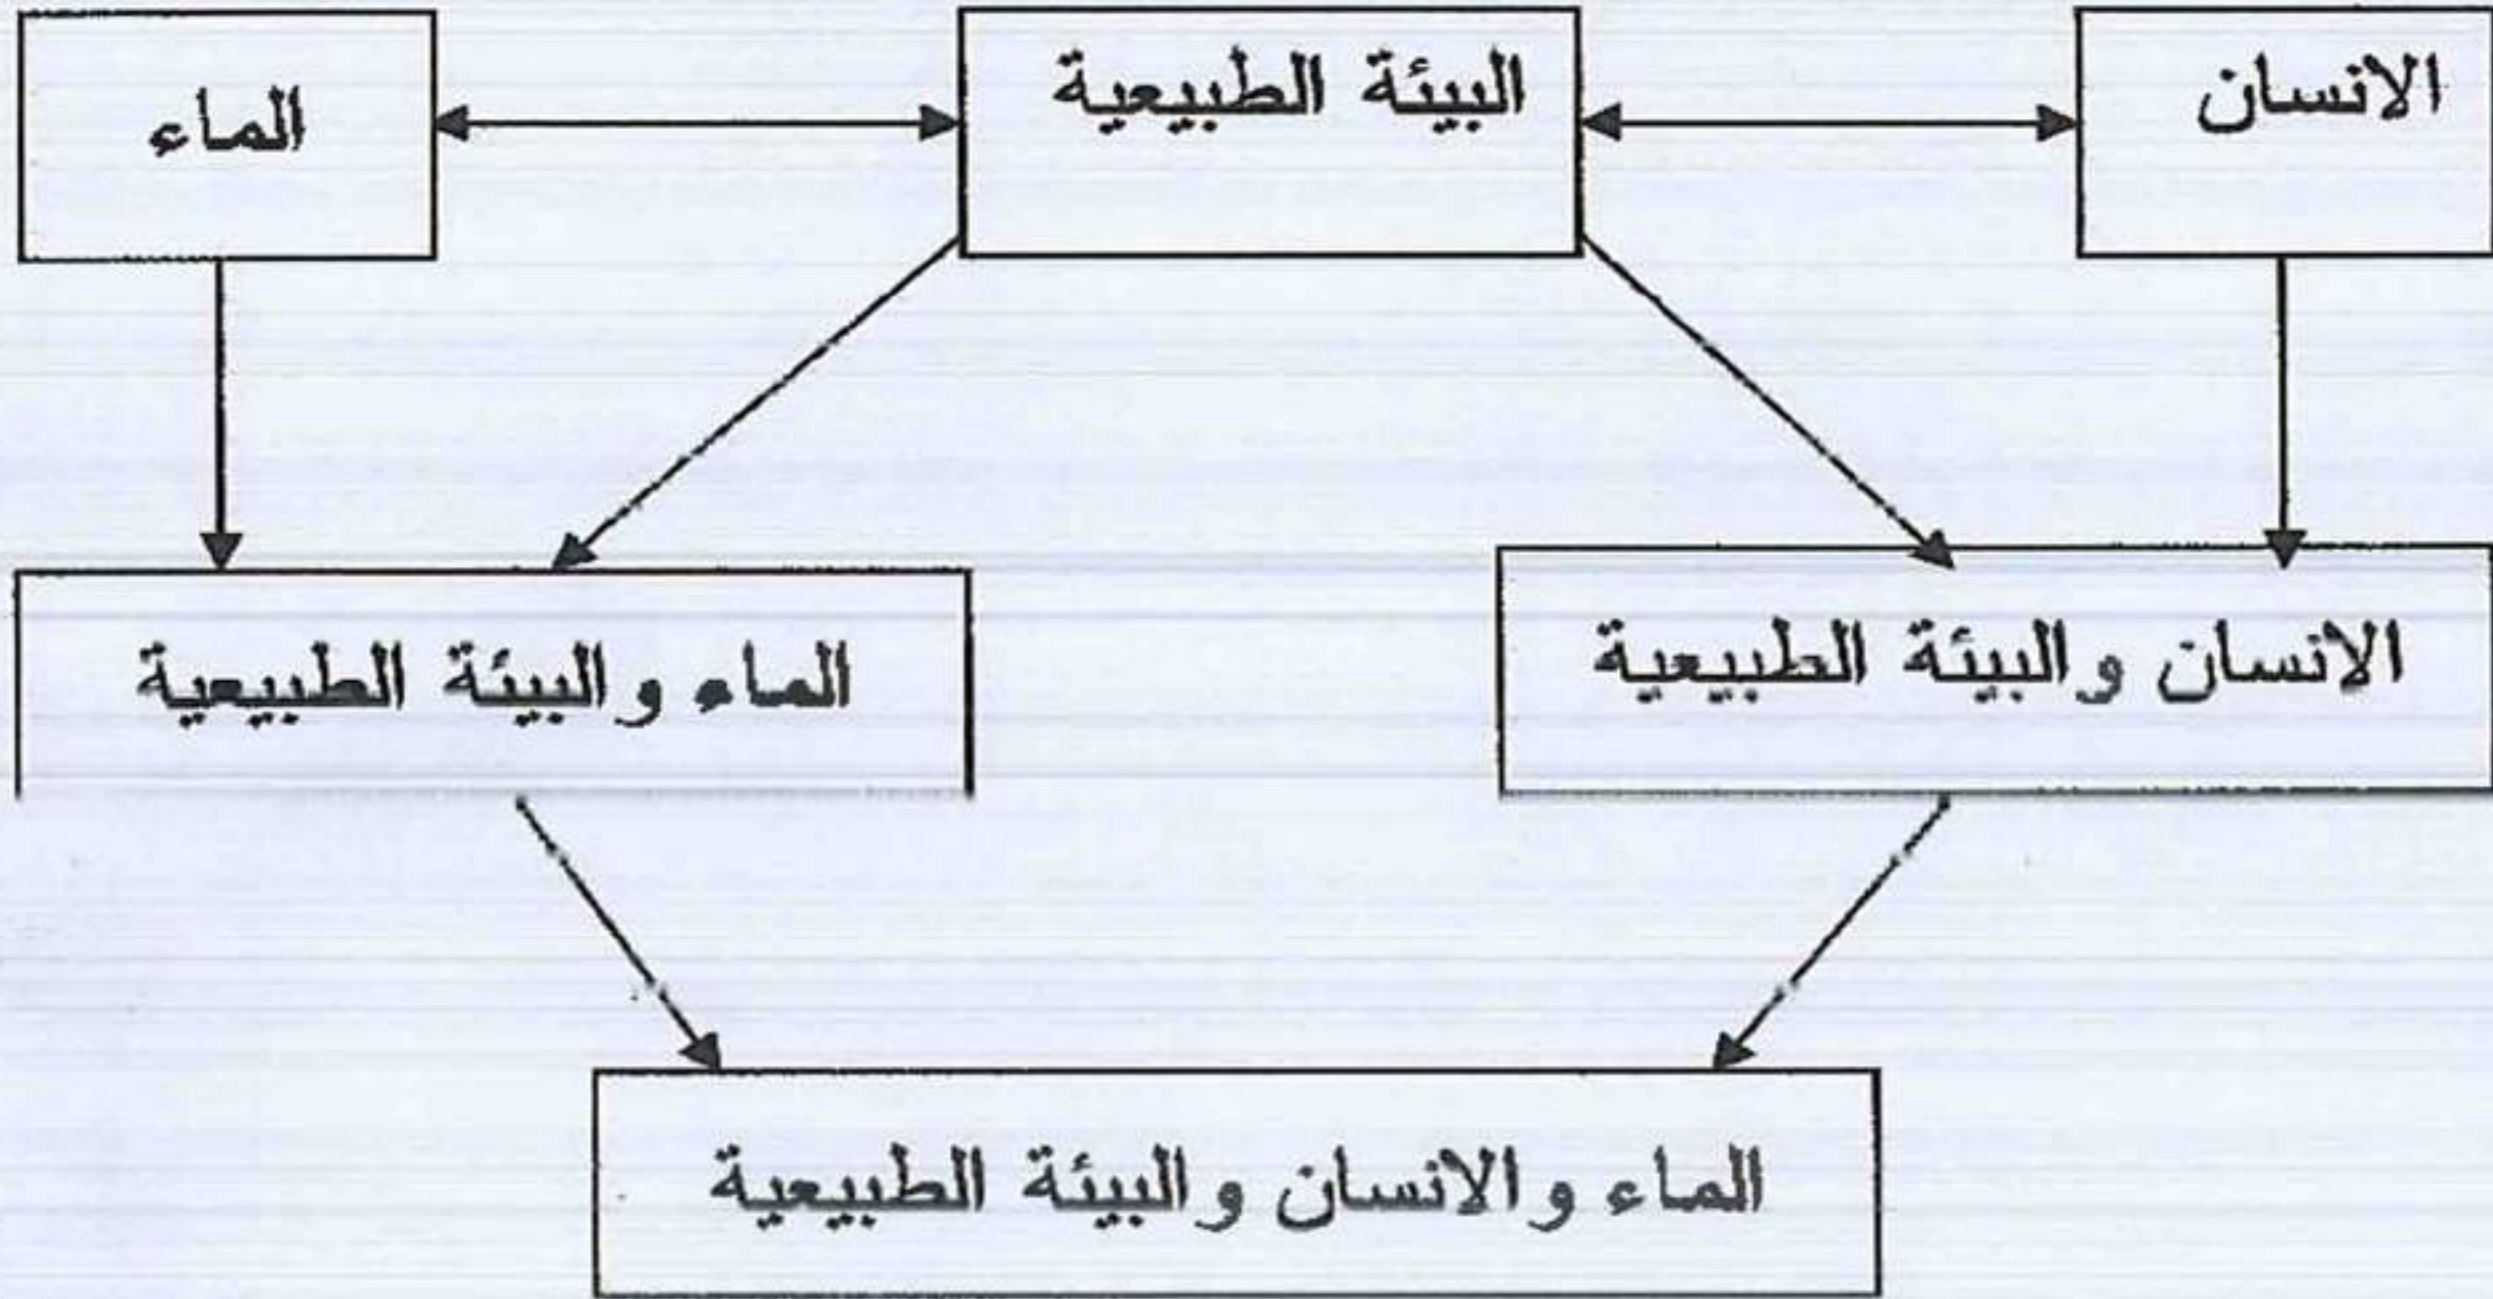 الانسان
البيئة الطبيعية
الماء
الانسان والبيئة الطبيعية
الماء والبيئة الطبيعية
الماء والانسان والبيئة الطبيعية